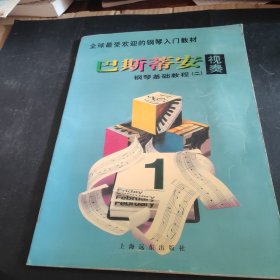 全球最受欢迎的钢琴入门教材
巴斯蒂安
视奏
钢琴基础教程(二)
1
Friday
February
February
February
上海远东出版社